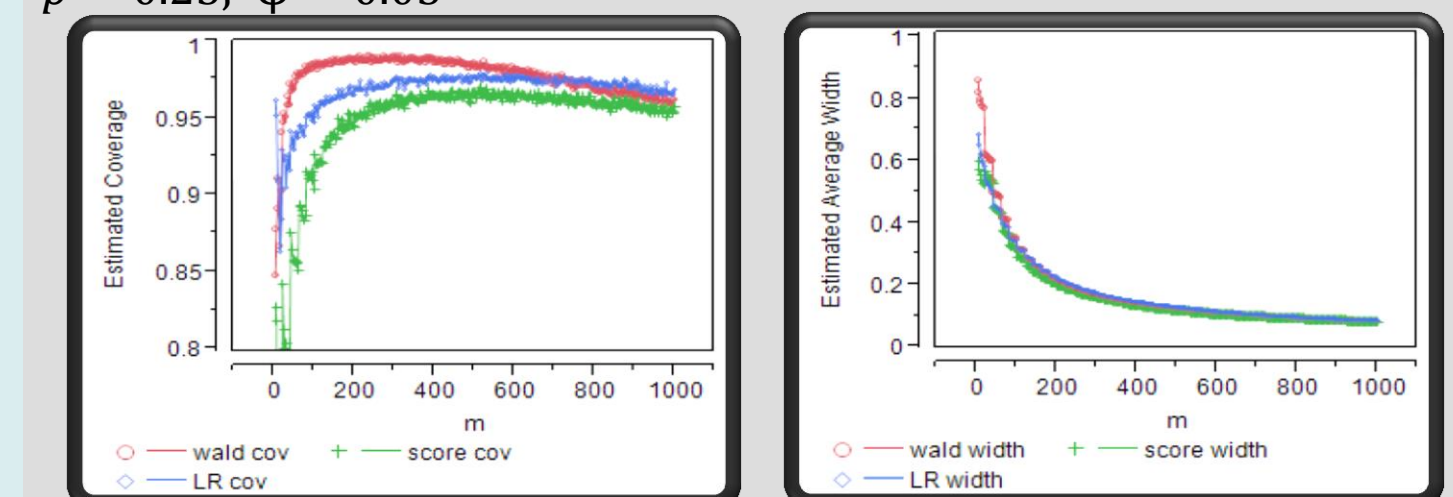 Estimated Coverage
1
0.95
0.9
0.85
0.8
0 200 400 600 800 1000
m
wald cov score cov
LR cov
Estimated Average Width
1
0.8
0.6
0.4
0.2
0
0 200 400 600 800 1000
m
wald width score width
LR width